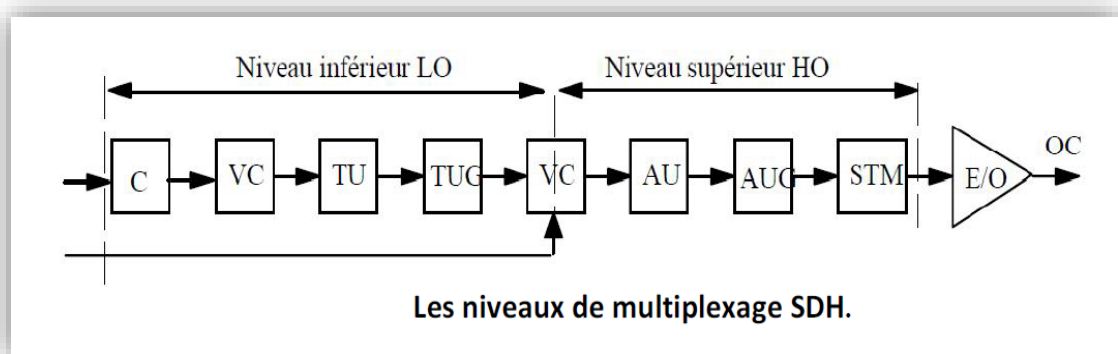 Niveau inférieur LO
Niveau supérieur HO
C
VC
TU
TUG
VC
AU
AUG
STM
E/O
OC
Les niveaux de multiplexage SDH.